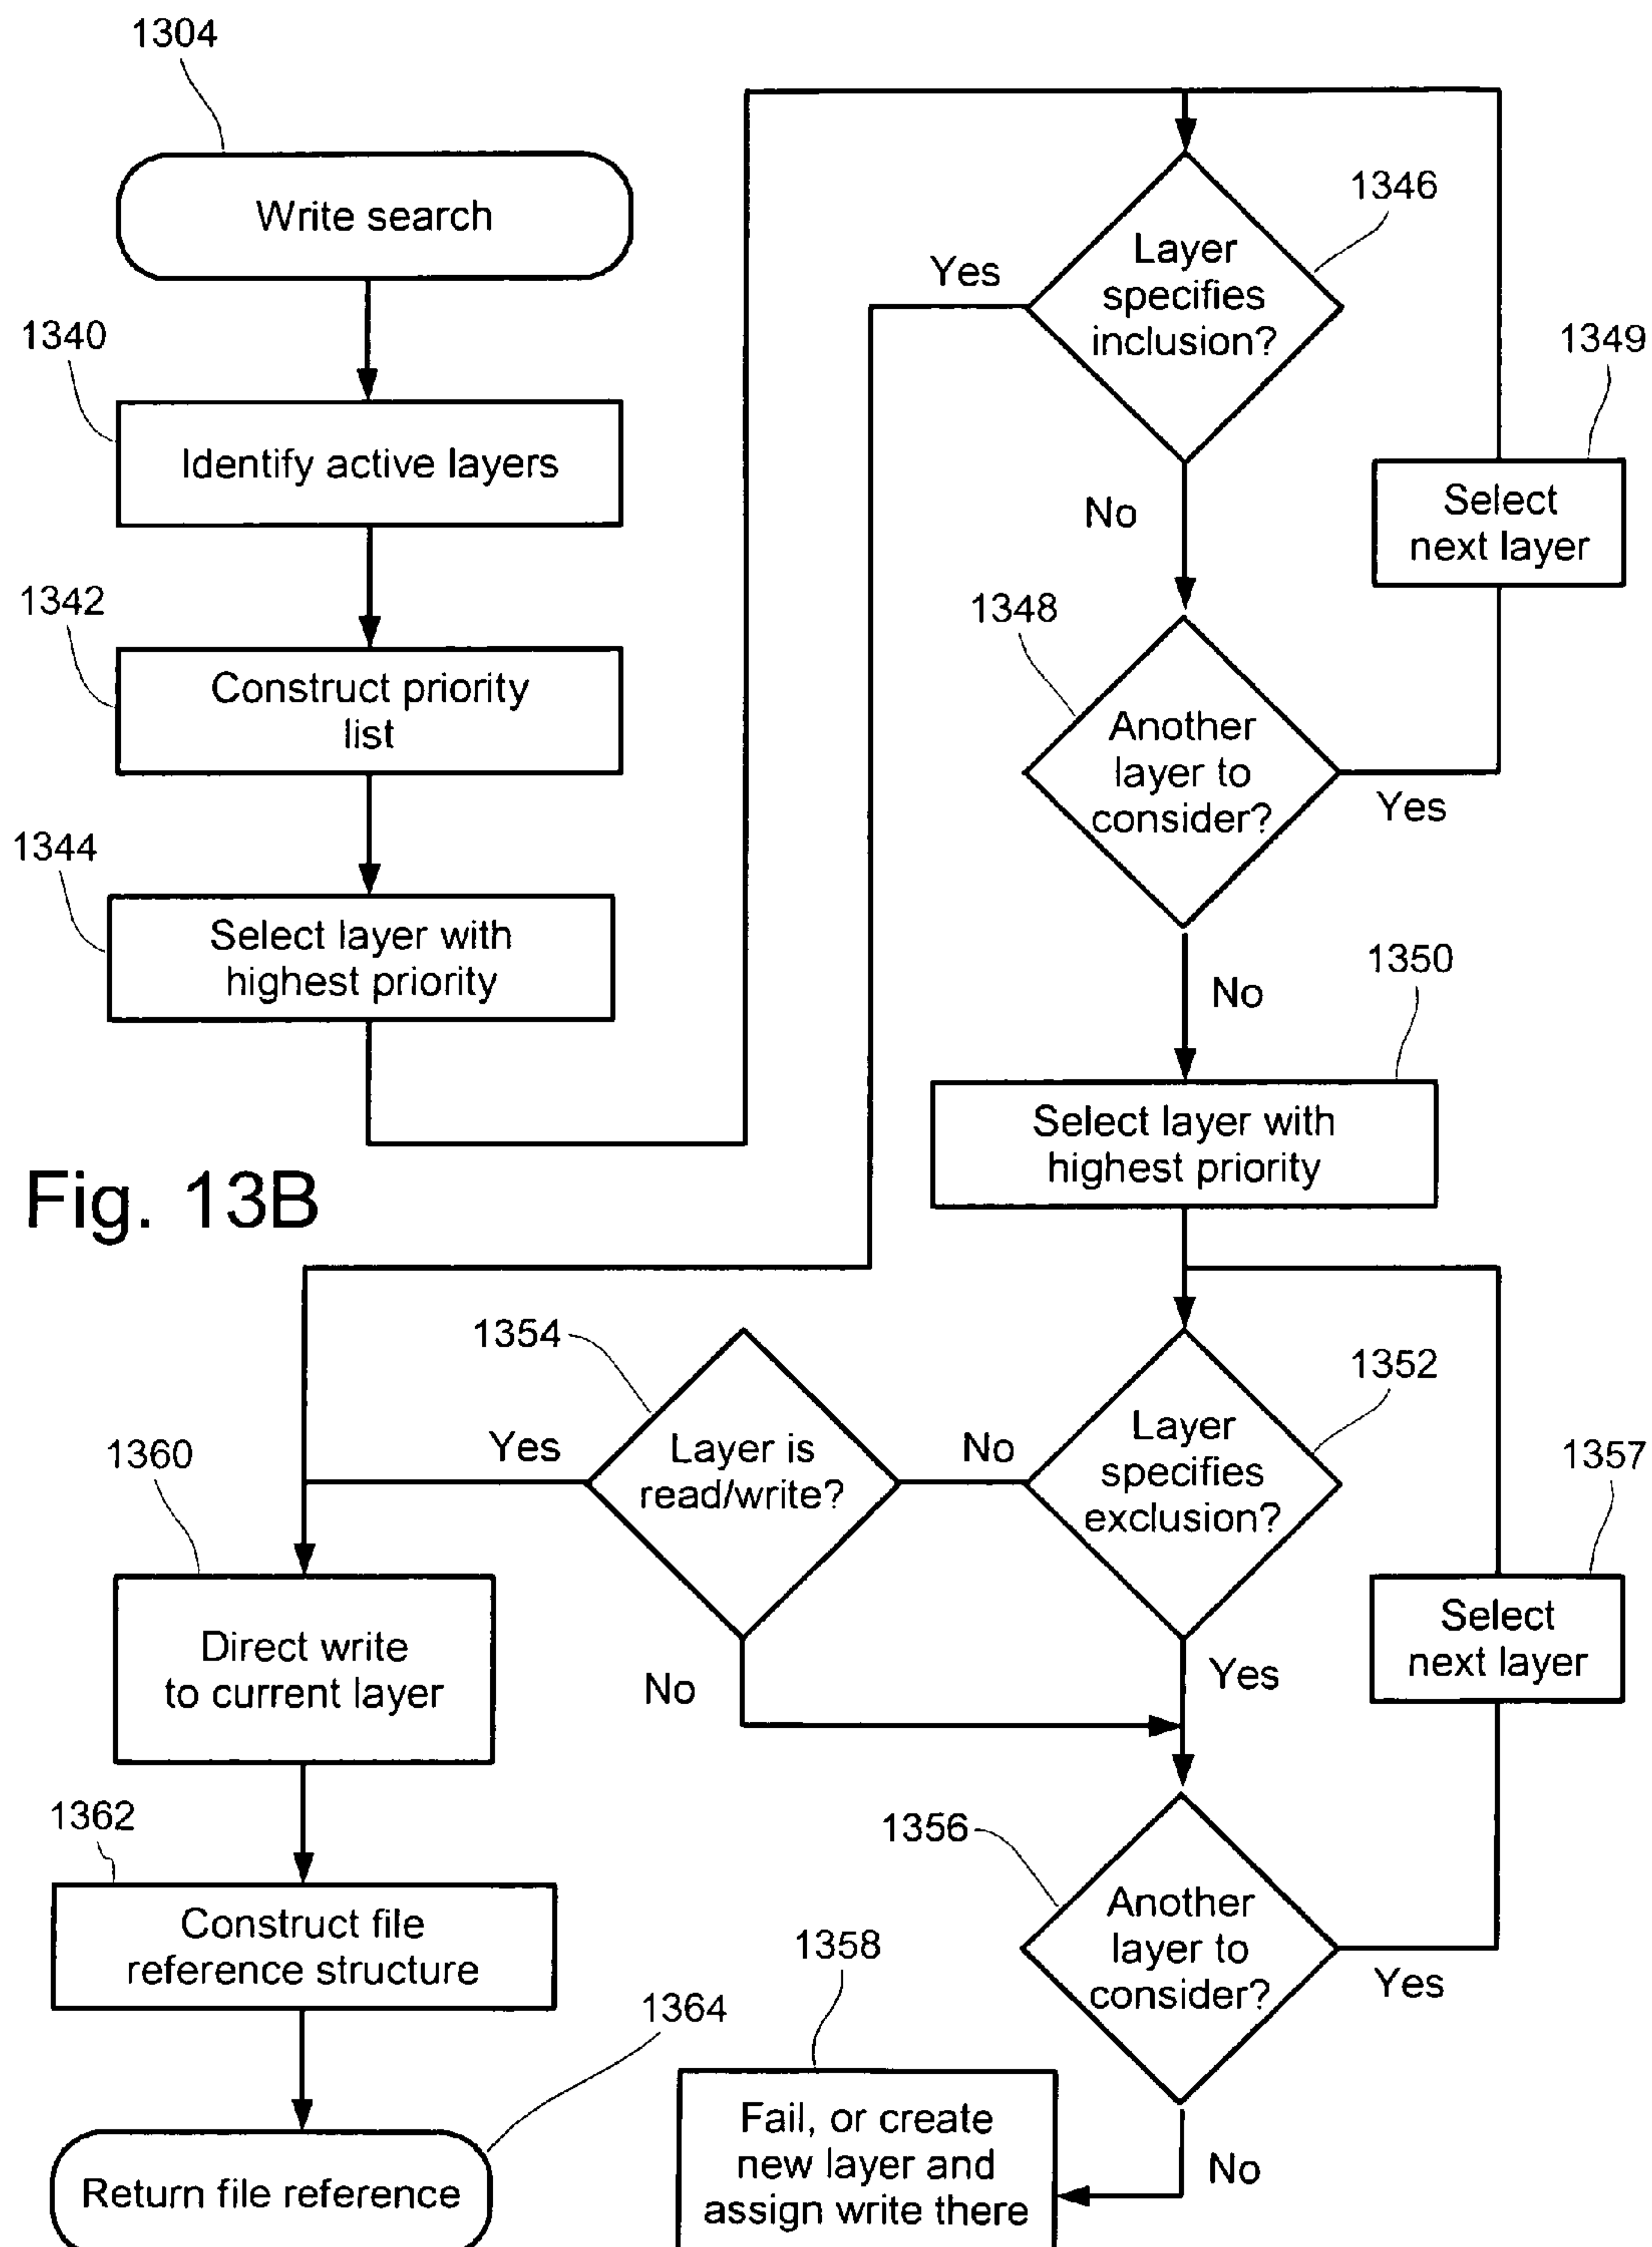 1304
Write search
1340
Identify active layers
1342
Construct priority
list
1344
Select layer with
highest priority
Fig. 13B
1346
Layer
specifies
inclusion?
Yes
No
1349
Select
next layer
1348
Another
layer to
consider?
Yes
No
1350
Select layer with
highest priority
1352
Layer
specifies
exclusion?
No
Yes
1354
Layer is
read/write?
Yes
No
1357
Select
next layer
1356
Another
layer to
consider?
Yes
No
1358
Fail, or create
new layer and
assign write there
1360
Direct write
to current layer
1362
Construct file
reference structure
1364
Return file reference